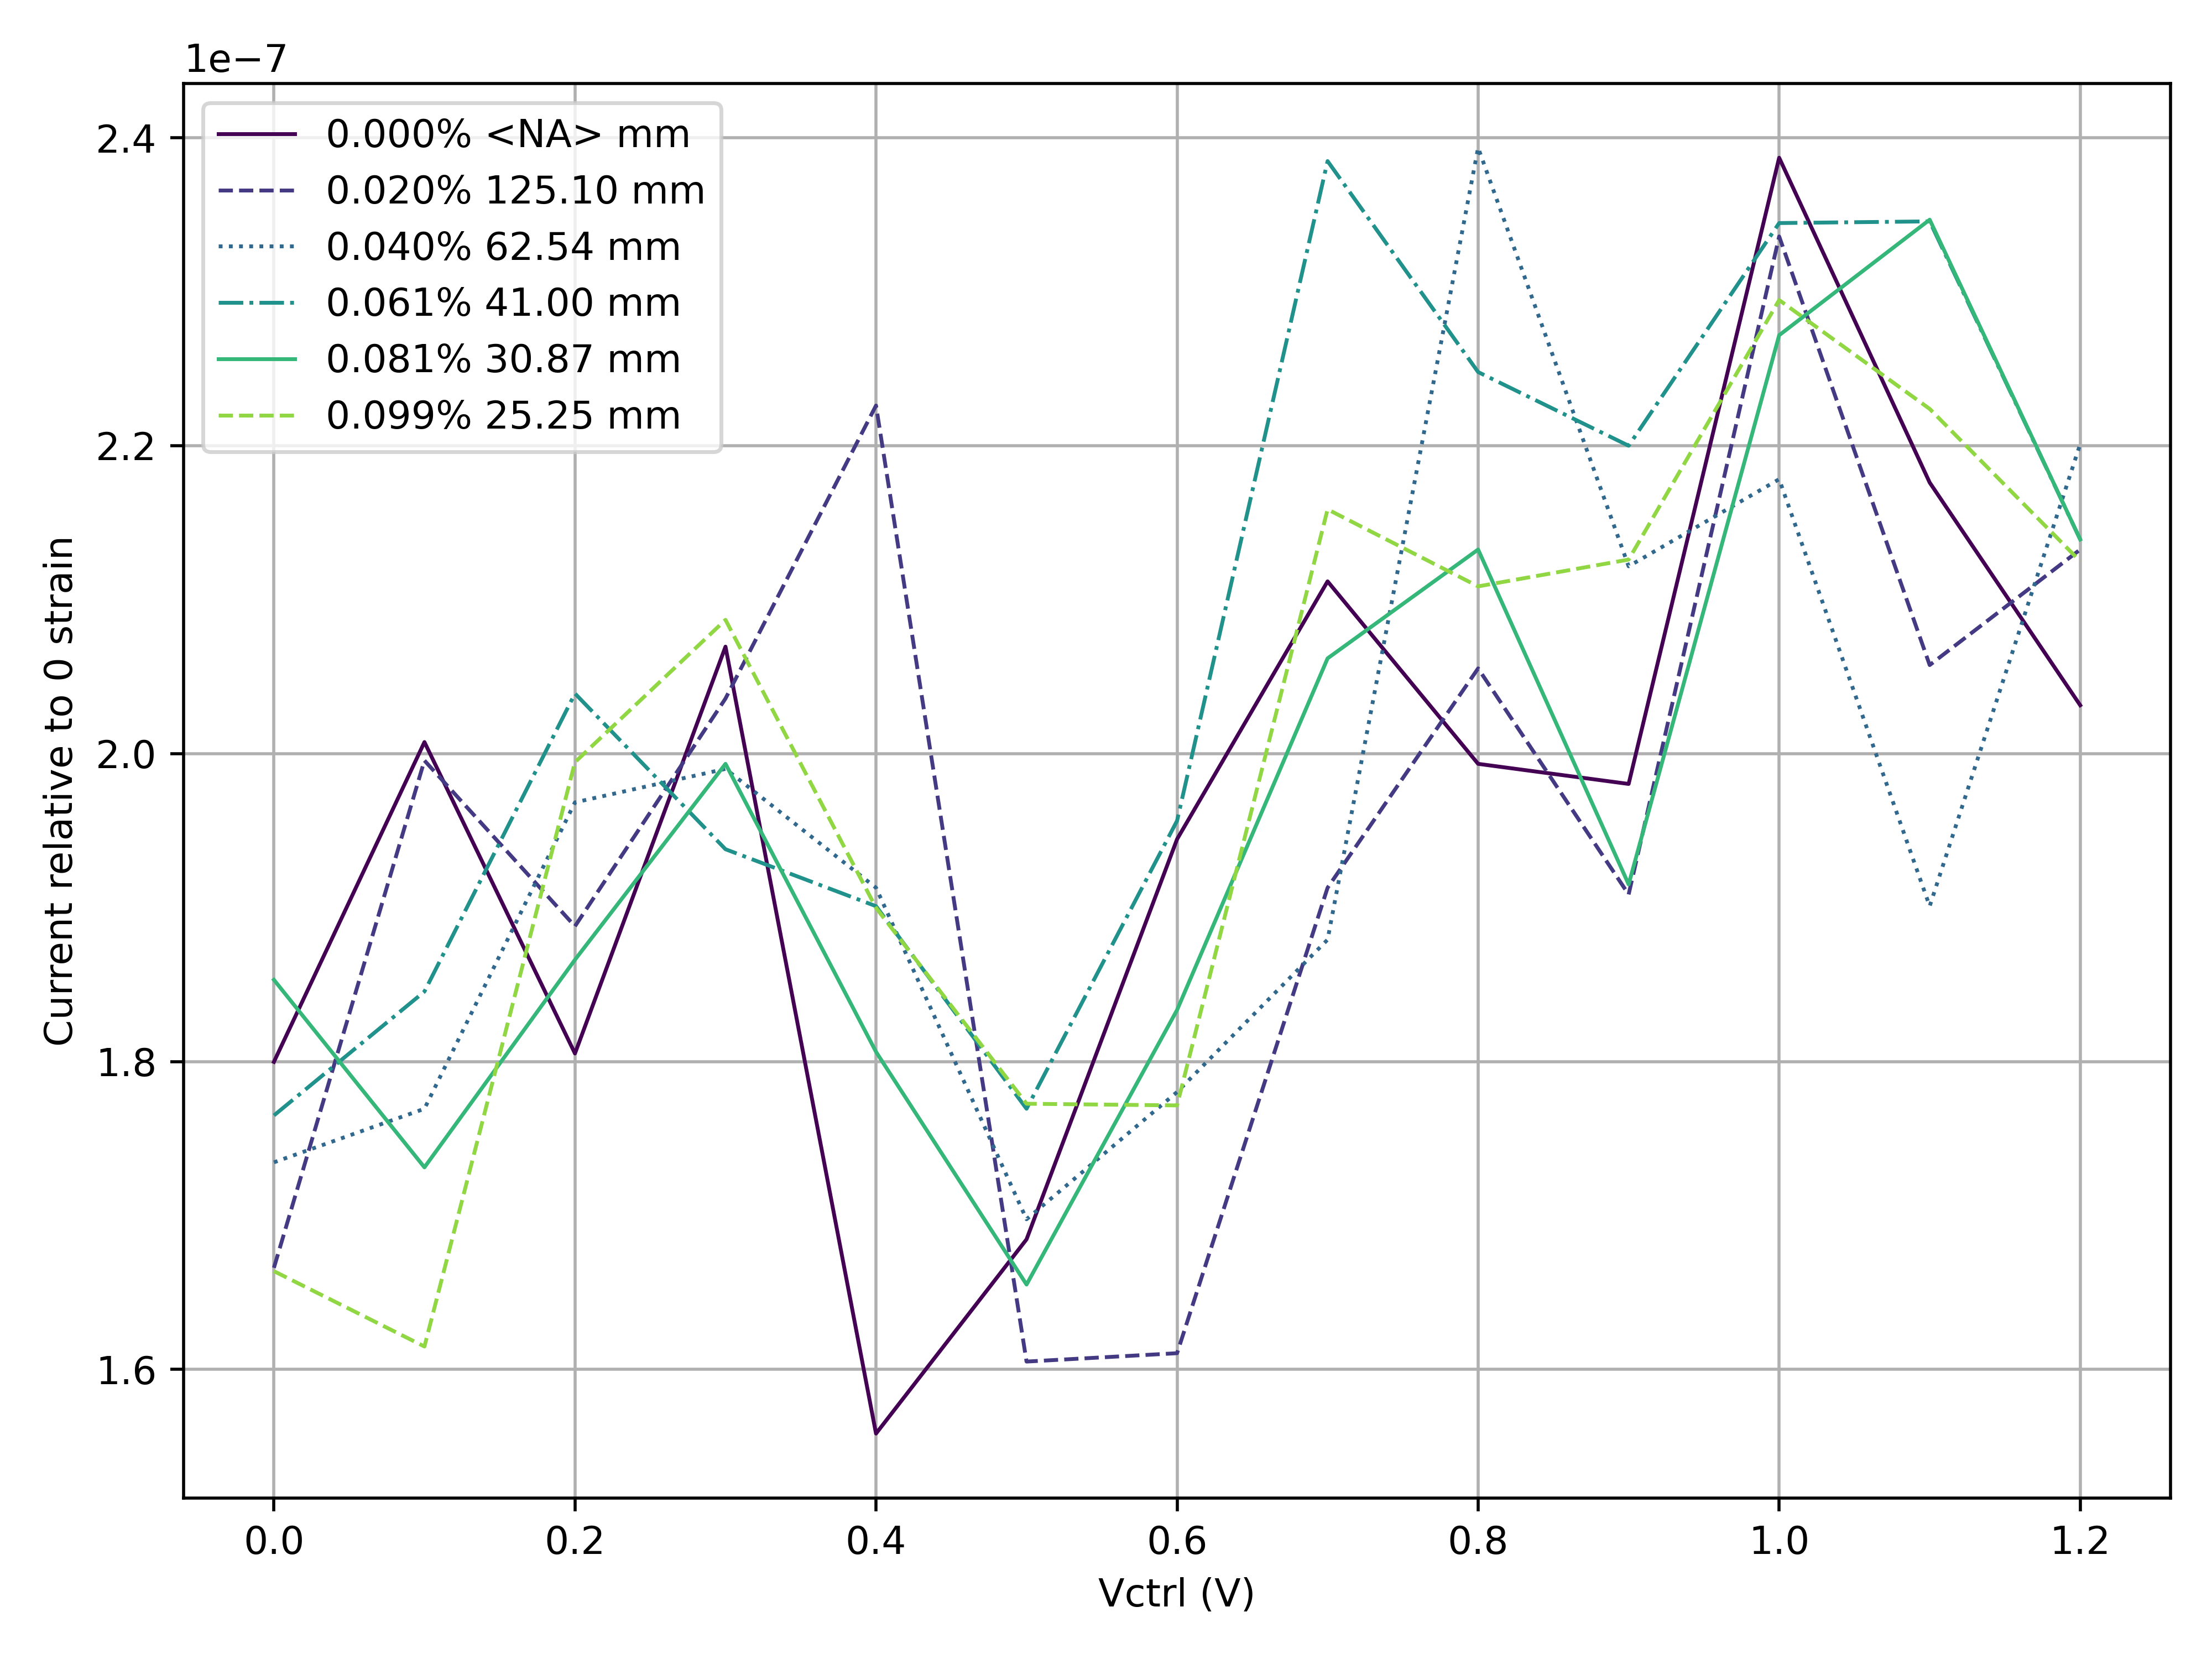 1e−7
2.4
2.2
2.0
1.8
1.6
Current relative to 0 strain
0.000% <NA> mm
0.020% 125.10 mm
0.040% 62.54 mm
0.061% 41.00 mm
0.081% 30.87 mm
0.099% 25.25 mm
0.0 0.2 0.4 0.6 0.8 1.0 1.2
Vctrl (V)